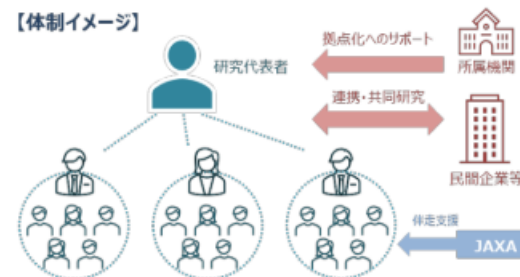 【体制イメージ】
拠点化へのサポート
研究代表者
所属機関
連携・共同研究
民間企業等
伴走支援
JAXA